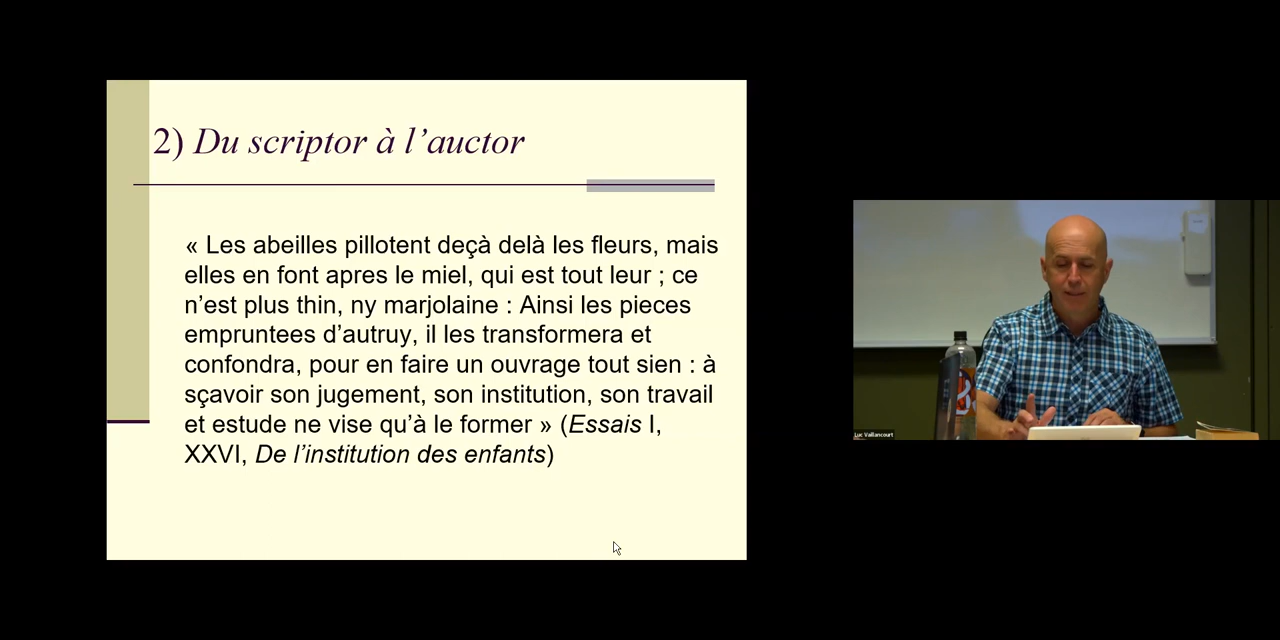 2) Du scriptor à l’auctor
« Les abeilles pillotent deçà delà les fleurs, mais
elles en font apres le miel, qui est tout leur ; ce
n’est plus thin, ny marjolaine : Ainsi les pieces
empruntees d’autruy, il les transformera et
confondra, pour en faire un ouvrage tout sien : à
sçavoir son jugement, son institution, son travail
et estude ne vise qu’à le former » (Essais I,
XXVI, De l’institution des enfants)
Luc Vaillancourt